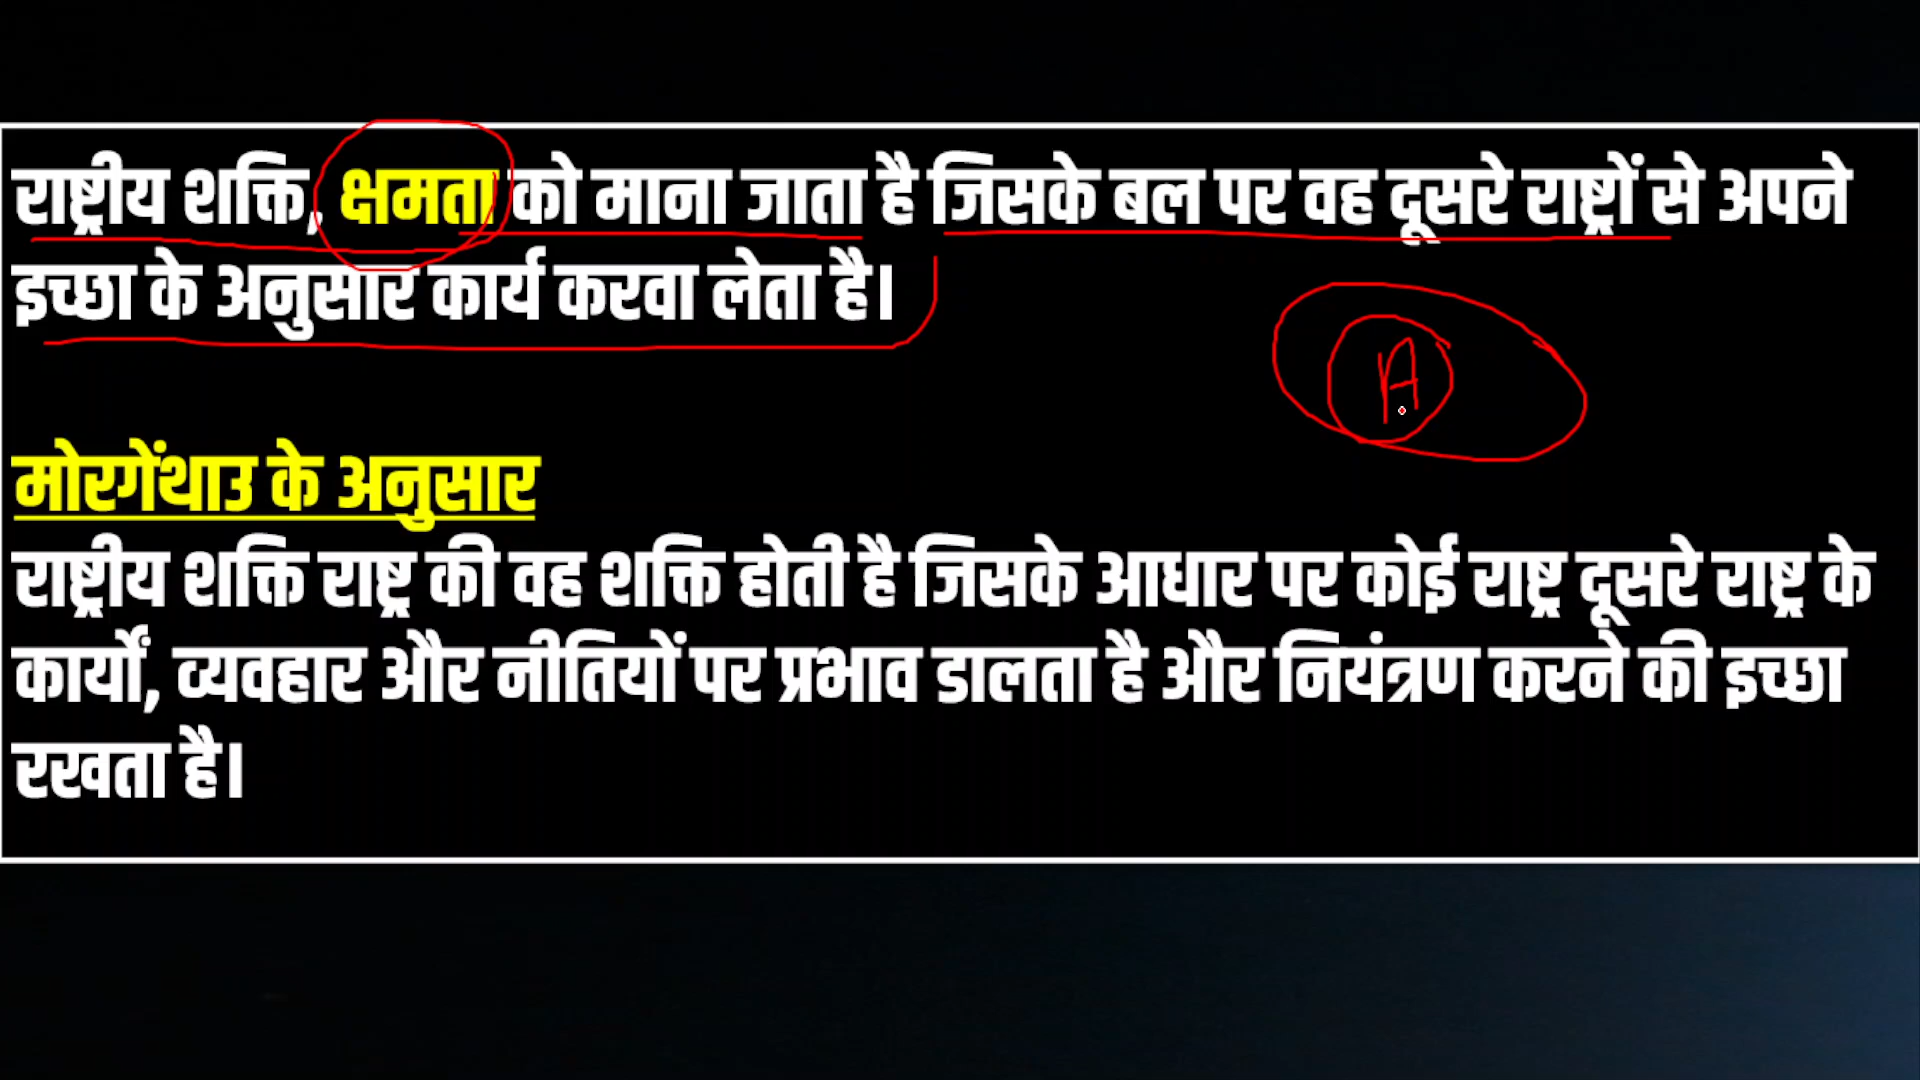 राष्ट्रीय शक्ति, क्षमता को माना जाता है जिसके बल पर वह दूसरे राष्ट्रों से अपने
इच्छा के अनुसार कार्य करवा लेता है।
A
मोरगेंथाउ के अनुसार
राष्ट्रीय शक्ति राष्ट्र की वह शक्ति होती है जिसके आधार पर कोई राष्ट्र दूसरे राष्ट्र के
कार्यों, व्यवहार और नीतियों पर प्रभाव डालता है और नियंत्रण करने की इच्छा
रखता है।